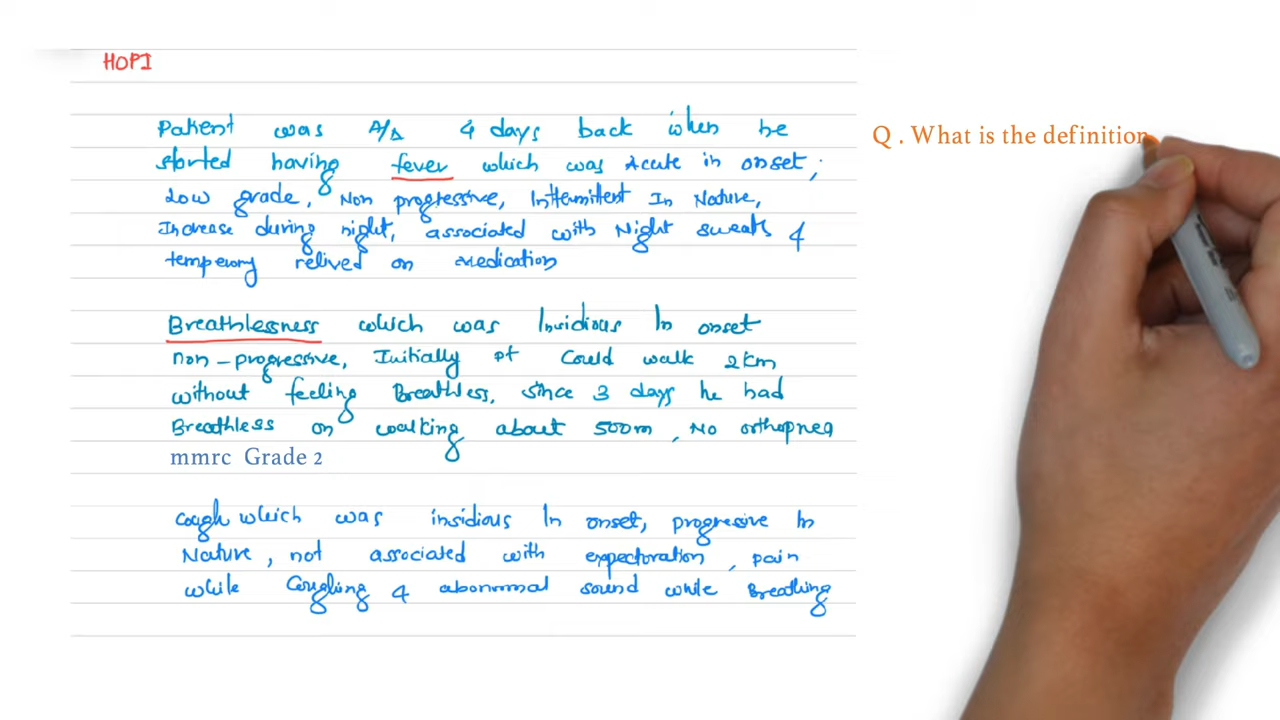 HOPI
Patient was A/A 4 days back when he
started having fever which was Acute in onset,
Low grade, Non progressive, Intermittent In Nature,
Increase during night, associated with Night sweats &
temperory relived on Medication
Breathlessness which was Insidious In onset
non-progressive, Initially pt Could walk 2km
without feeling Breathless, since 3 days he had
Breathless on walking about 500m, No orthopnea
mmrc Grade 2
Cough which was insidious In onset, progresive In
Nature, not associated with expectoration, pain
while Coughing & abonormal sound while Breathing
Q . What is the definition